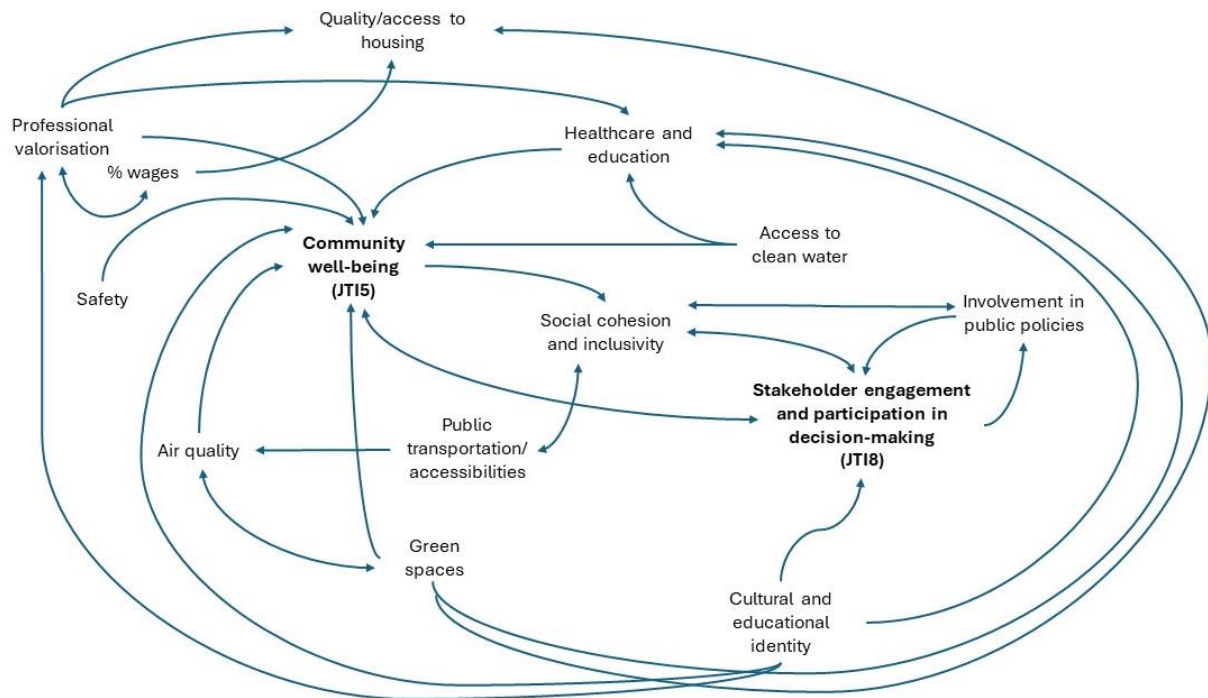 Quality/access to
housing
Professional
valorisation
% wages
Healthcare and
education
Community
well-being
(JTI5)
Access to
clean water
Safety
Social cohesion
and inclusivity
Involvement in
public policies
Stakeholder engagement
and participation in
decision-making
(JTI8)
Air quality
Public
transportation/
accessibilities
Green
spaces
Cultural and
educational
identity